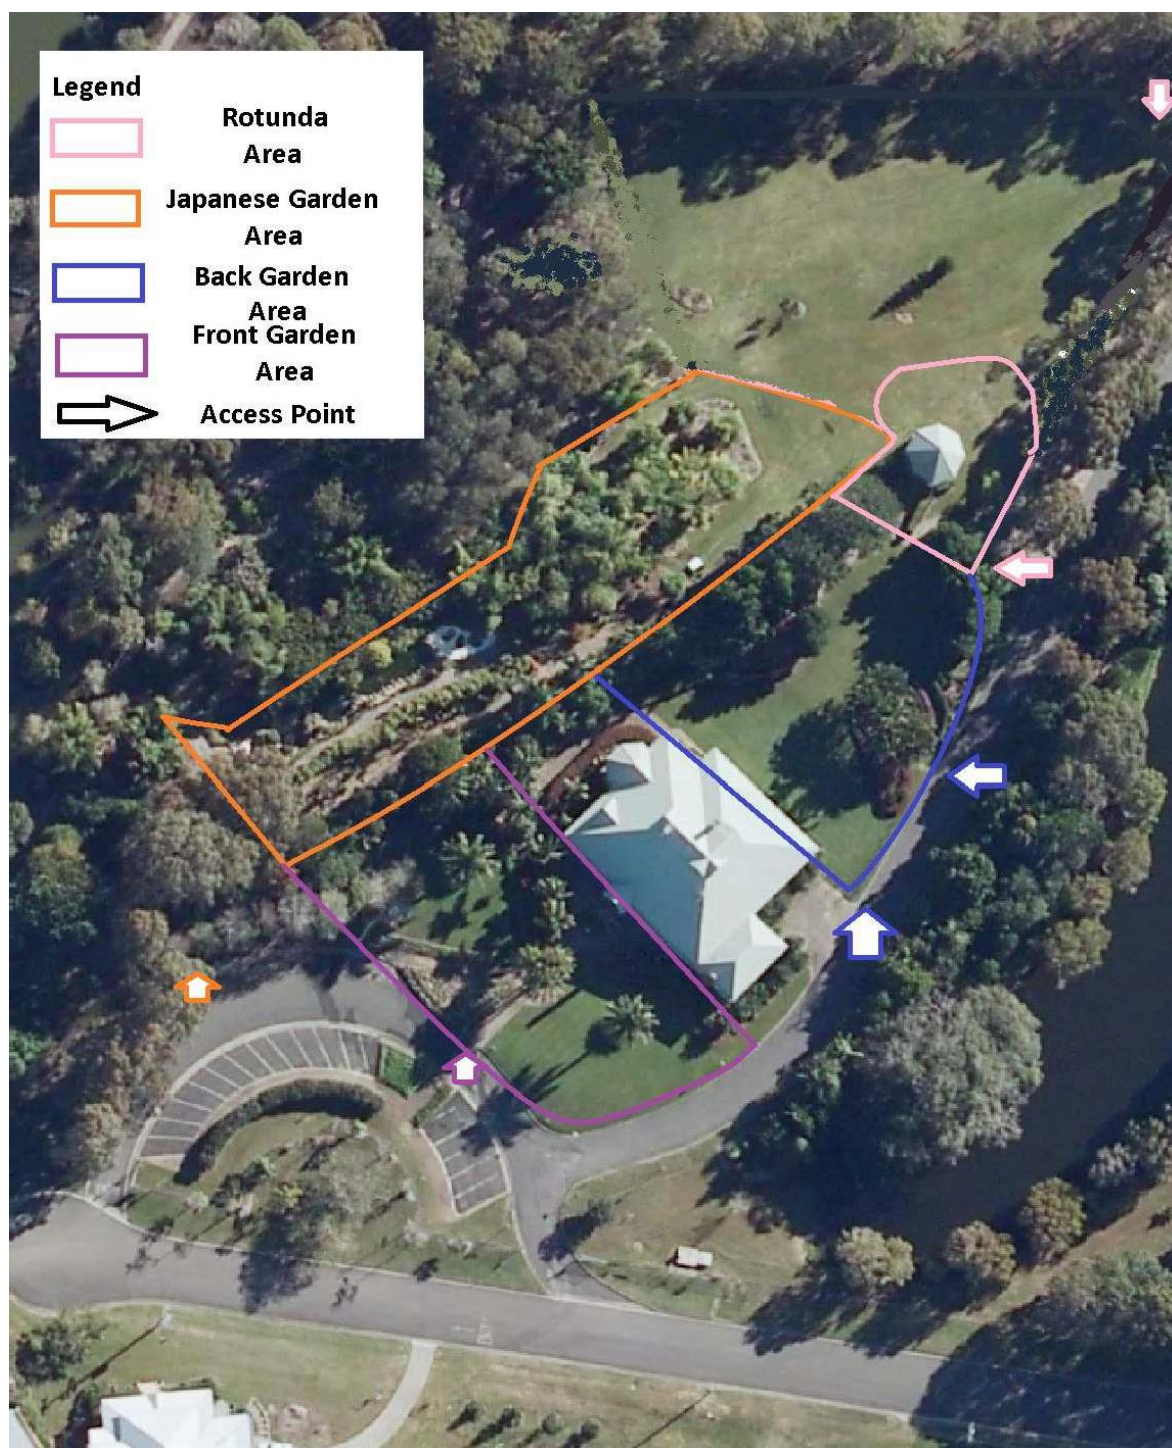 Legend
Rotunda
Area
Japanese Garden
Area
Back Garden
Area
Front Garden
Area
Access Point